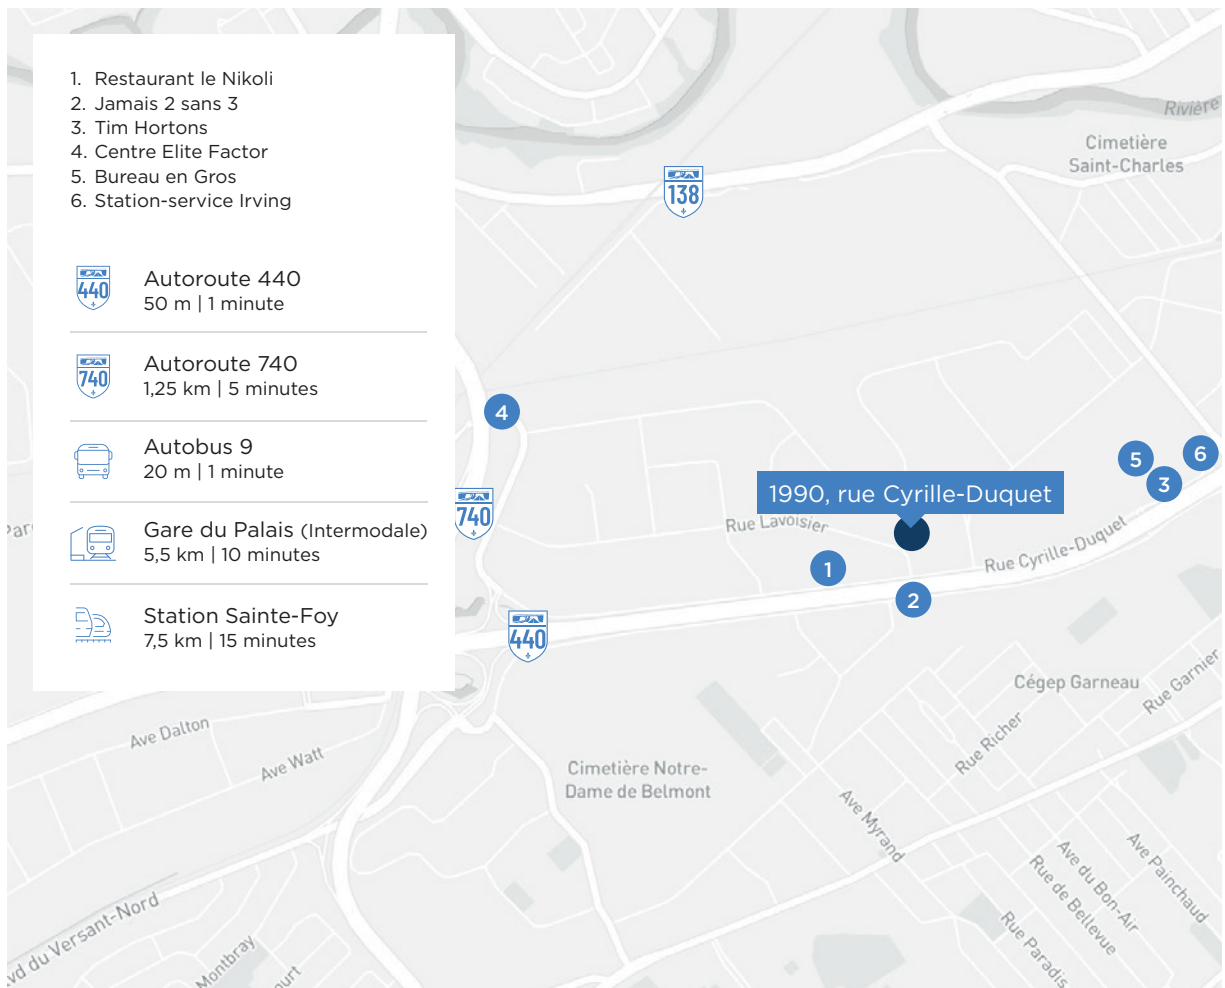 1. Restaurant le Nikoli
2. Jamais 2 sans 3
3. Tim Hortons
4. Centre Elite Factor
5. Bureau en Gros
6. Station-service Irving
440
Autoroute 440
50 m | 1 minute
740
Autoroute 740
1,25 km | 5 minutes
Autobus 9
20 m | 1 minute
Gare du Palais (Intermodale)
5,5 km | 10 minutes
Station Sainte-Foy
7,5 km | 15 minutes
Rivière
Cimetière
Saint-Charles
138
4
5
6
3
1990, rue Cyrille-Duquet
740
Rue Lavoisier
Rue Cyrille-Duquet
1
2
440
Cégep Garneau
Rue Garnier
Rue Richer
Ave Dalton
Ave Watt
Cimetière Notre-
Dame de Belmont
Ave Myrand
Ave Painchaud
Ave du Bon-Air
Rue de Bellevue
Rue Paradis
vd du Versant-Nord
Montbray
ourt
Par